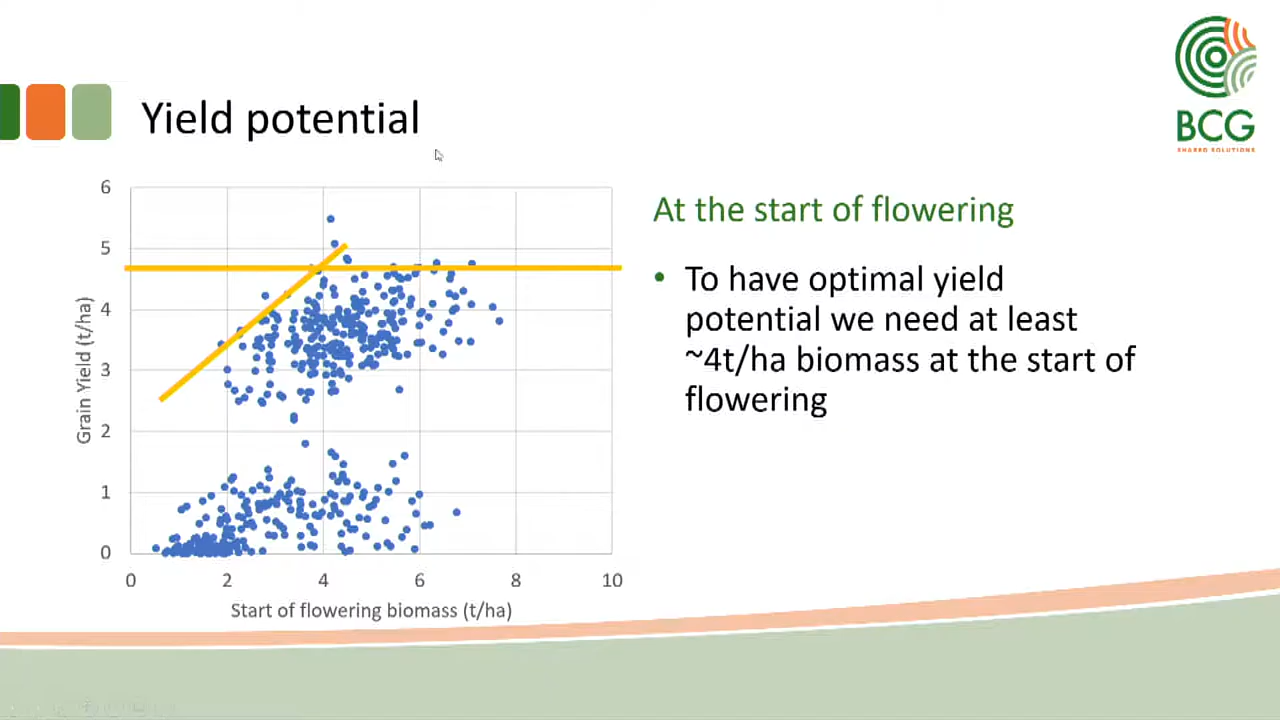 BCG
SHARED SOLUTIONS
Yield potential
6
5
4
3
2
1
0
Grain Yield (t/ha)
0 2 4 6 8 10
Start of flowering biomass (t/ha)
At the start of flowering
• To have optimal yield
potential we need at least
~4t/ha biomass at the start of
flowering